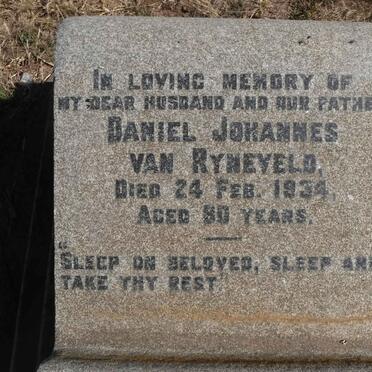 IN LOVING MEMORY OF
MY DEAR HUSBAND AND OUR FATHE
DANIEL JOHANNES
VAN RYNEVELD,
DIED 24 FEB. 1934,
AGED 80 YEARS.
"SLEEP ON BELOVED, SLEEP AND
TAKE THY REST"